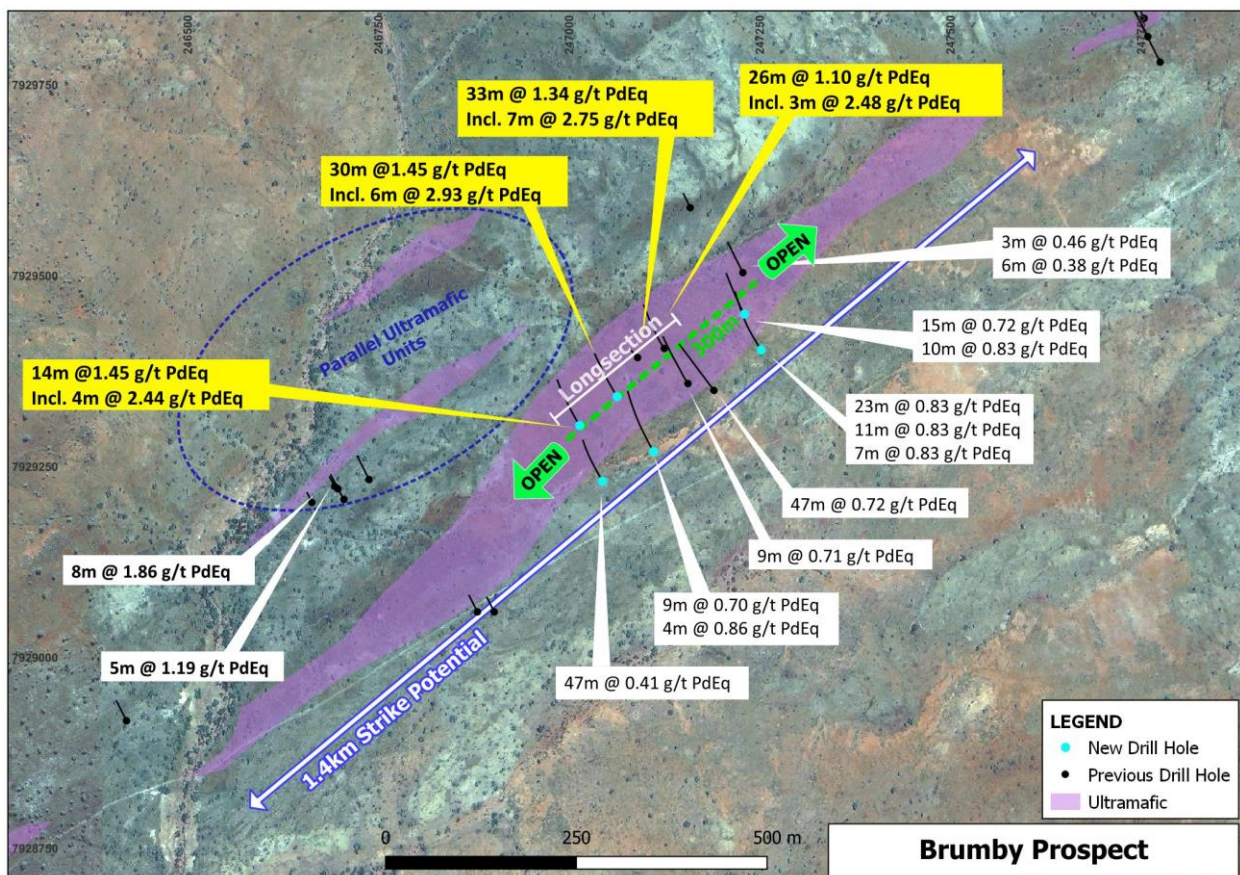 246500
246750
247000
247250
247500
7929750
7929500
7929250
7929000
7928750
26m @ 1.10 g/t PdEq
Incl. 3m @ 2.48 g/t PdEq
33m @ 1.34 g/t PdEq
Incl. 7m @ 2.75 g/t PdEq
30m @1.45 g/t PdEq
Incl. 6m @ 2.93 g/t PdEq
14m @1.45 g/t PdEq
Incl. 4m @ 2.44 g/t PdEq
Parallel Ultramafic
Units
Longsection
300m
OPEN
OPEN
3m @ 0.46 g/t PdEq
6m @ 0.38 g/t PdEq
15m @ 0.72 g/t PdEq
10m @ 0.83 g/t PdEq
23m @ 0.83 g/t PdEq
11m @ 0.83 g/t PdEq
7m @ 0.83 g/t PdEq
47m @ 0.72 g/t PdEq
9m @ 0.71 g/t PdEq
9m @ 0.70 g/t PdEq
4m @ 0.86 g/t PdEq
47m @ 0.41 g/t PdEq
8m @ 1.86 g/t PdEq
5m @ 1.19 g/t PdEq
1.4km Strike Potential
LEGEND
New Drill Hole
Previous Drill Hole
Ultramafic
0 250 500 m
Brumby Prospect